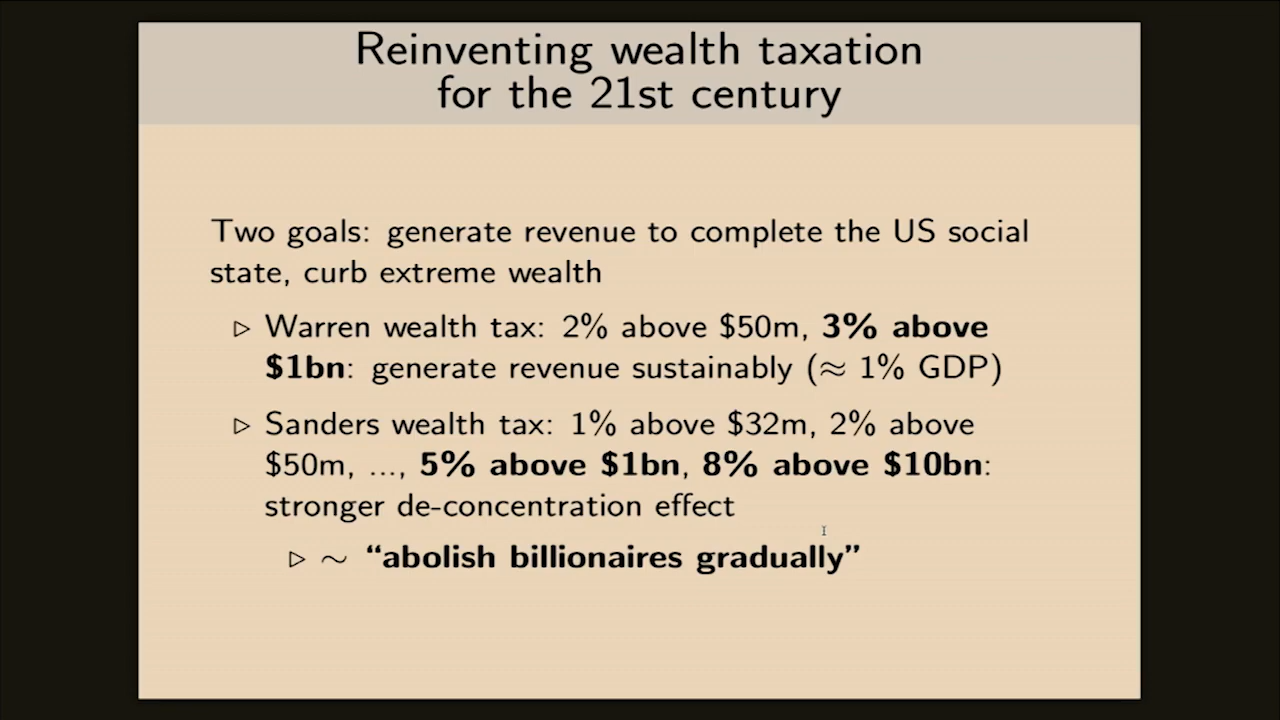 Reinventing wealth taxation
for the 21st century
Two goals: generate revenue to complete the US social
state, curb extreme wealth
▷ Warren wealth tax: 2% above $50m, 3% above
$1bn: generate revenue sustainably (≈ 1% GDP)
▷ Sanders wealth tax: 1% above $32m, 2% above
$50m, ..., 5% above $1bn, 8% above $10bn:
stronger de-concentration effect
▷ ∼ “abolish billionaires gradually”